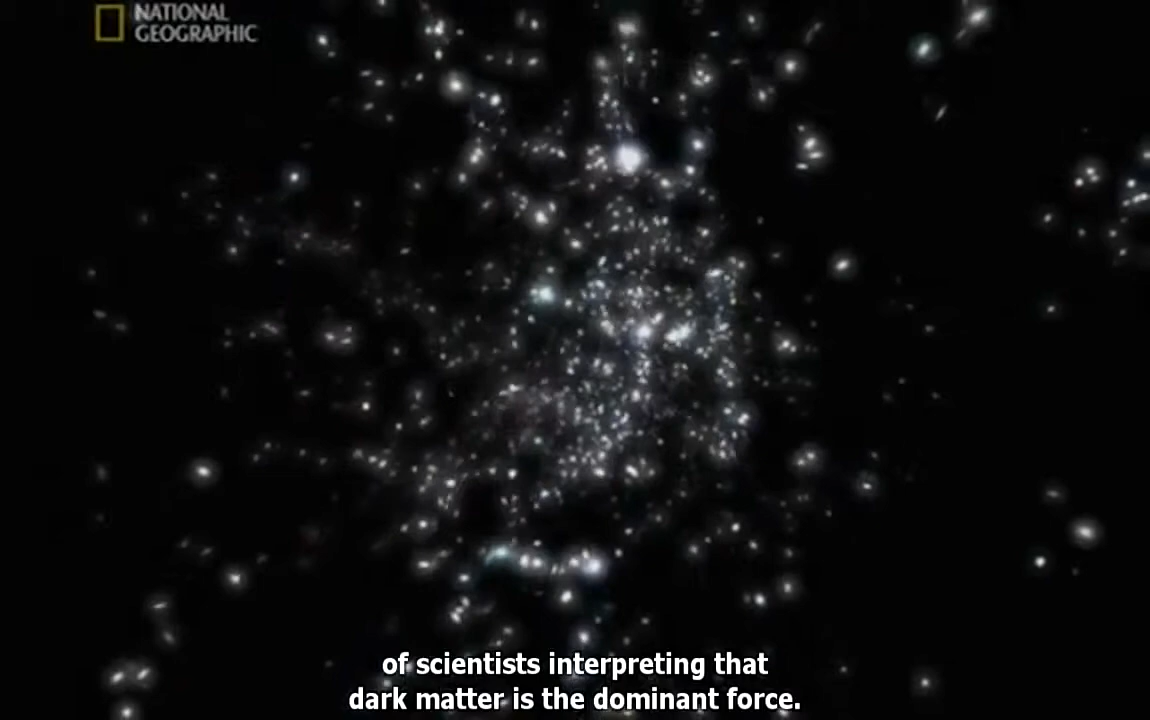 NATIONAL
GEOGRAPHIC
of scientists interpreting that
dark matter is the dominant force.